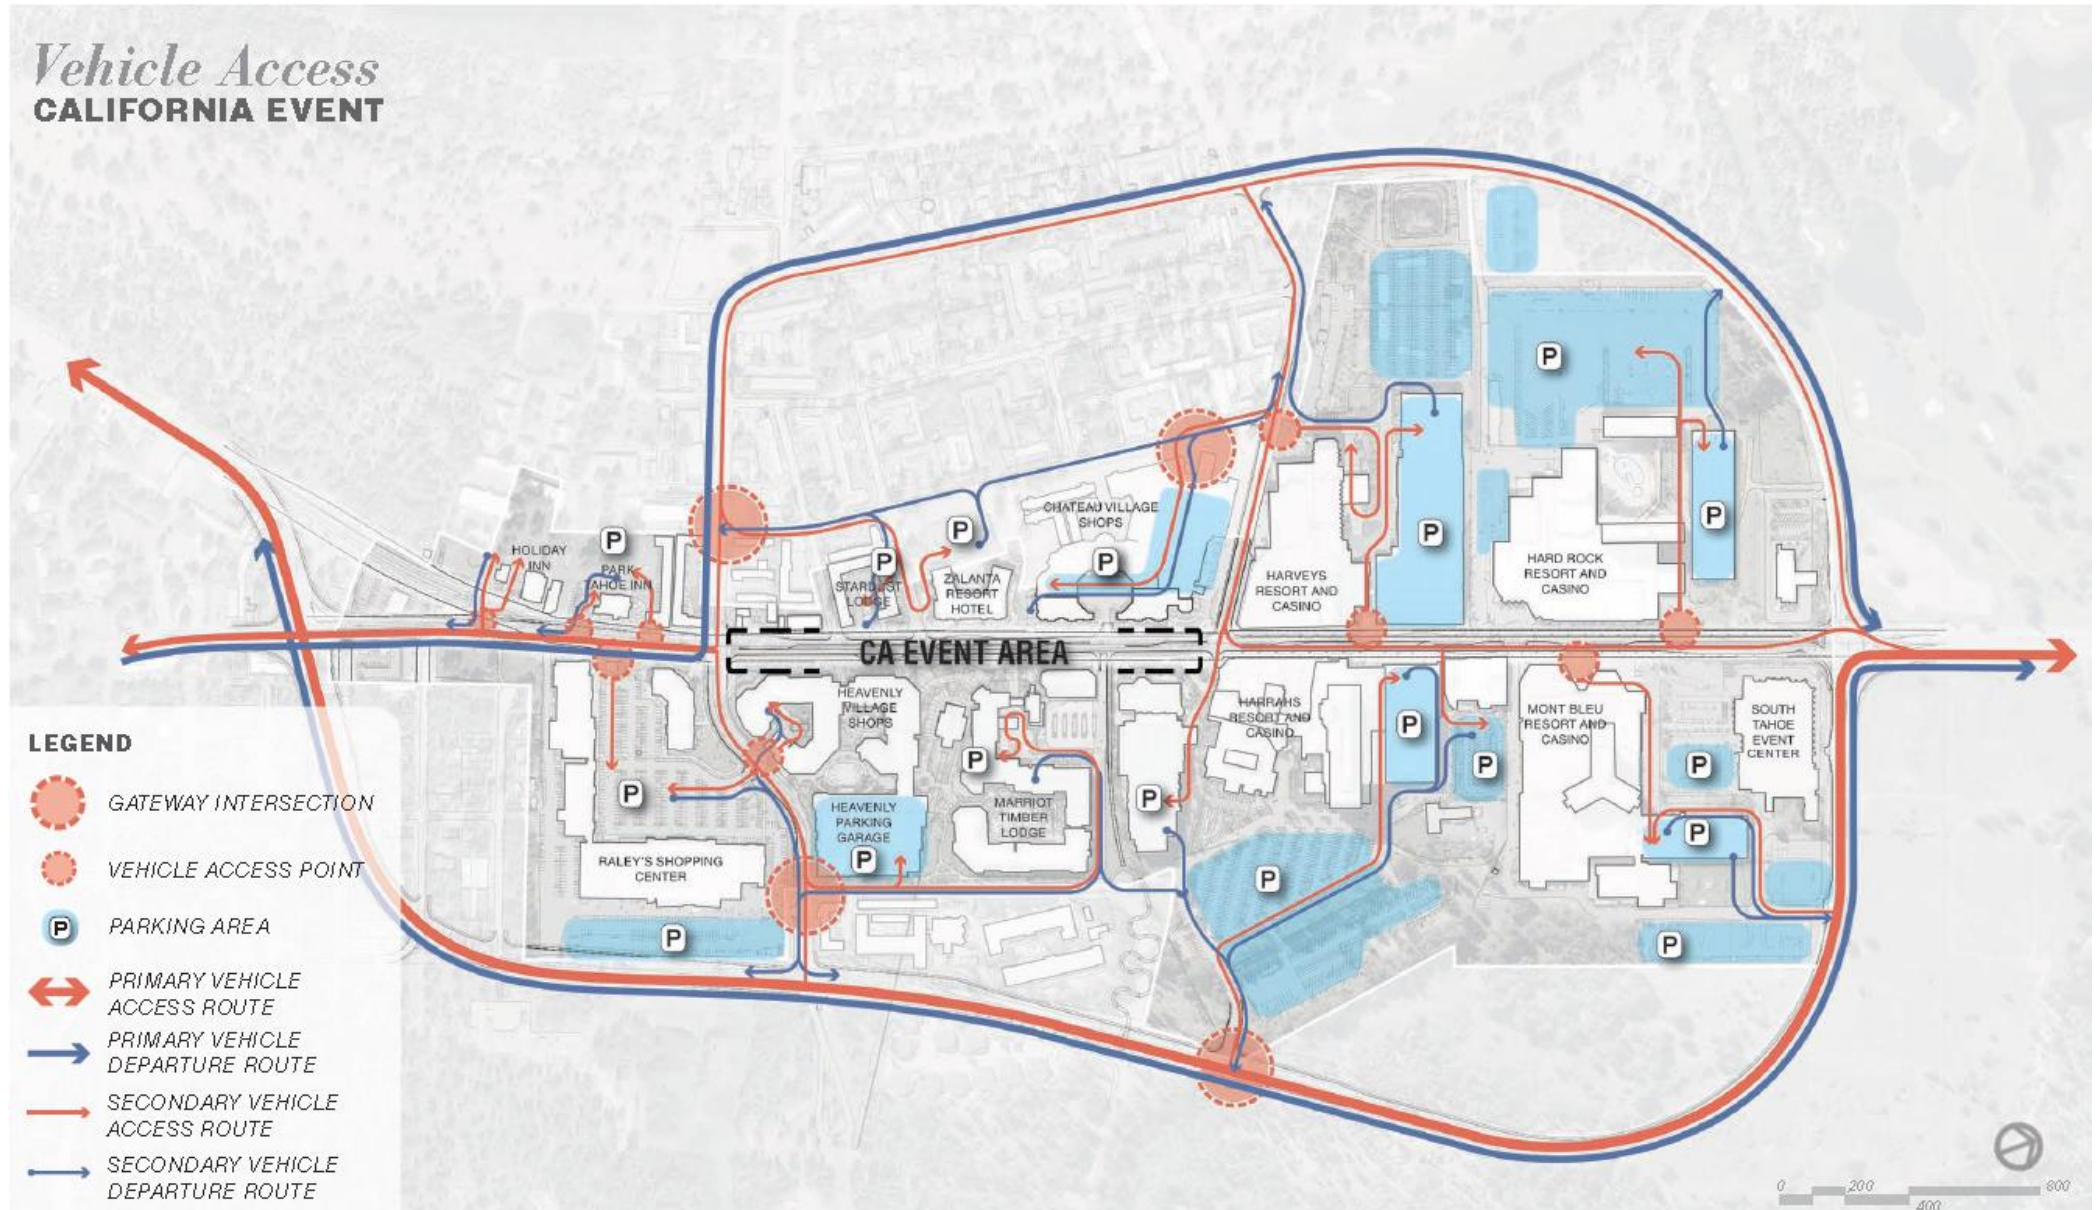 Vehicle Access
CALIFORNIA EVENT
P
HOLIDAY
INN
P
PARK
TAHOE INN
P
STARDUST
LODGE
P
ZALANTA
RESORT
HOTEL
CHATEAU VILLAGE
SHOPS
P
HARVEYS
RESORT AND
CASINO
P
P
HARD ROCK
RESORT AND
CASINO
P
CA EVENT AREA
HEAVENLY
VILLAGE
SHOPS
P
RALEY'S SHOPPING
CENTER
P
HEAVENLY
PARKING
GARAGE
P
P
MARRIOT
TIMBER
LODGE
P
HARRAHS
RESORT AND
CASINO
P
P
P
MONT BLEU
RESORT AND
CASINO
P
P
P
SOUTH
TAHOE
EVENT
CENTER
LEGEND
GATEWAY INTERSECTION
VEHICLE ACCESS POINT
P PARKING AREA
PRIMARY VEHICLE
ACCESS ROUTE
PRIMARY VEHICLE
DEPARTURE ROUTE
SECONDARY VEHICLE
ACCESS ROUTE
SECONDARY VEHICLE
DEPARTURE ROUTE
0 200 800
400